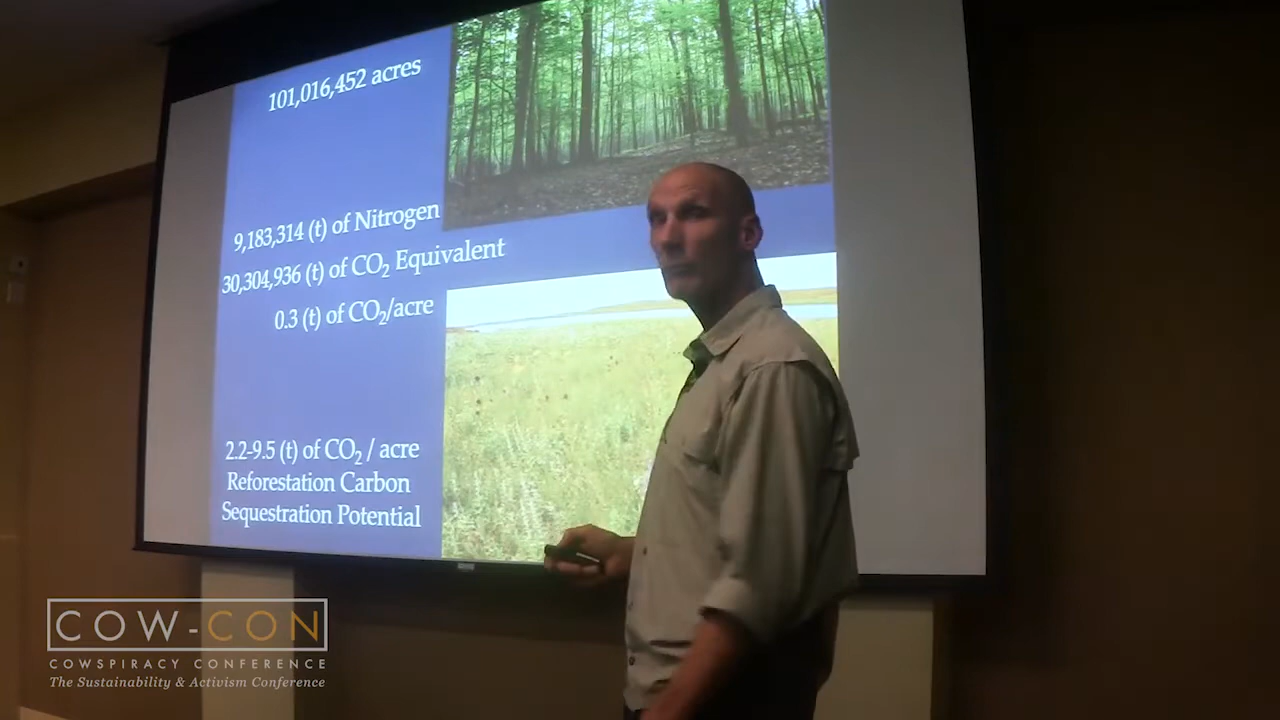 101,016,452 acres
9,183,314 (t) of Nitrogen
30,304,936 (t) of CO₂ Equivalent
0.3 (t) of CO₂/acre
2.2-9.5 (t) of CO₂ / acre
Reforestation Carbon
Sequestration Potential
COW-CON
COWSPIRACY CONFERENCE
The Sustainability & Activism Conference